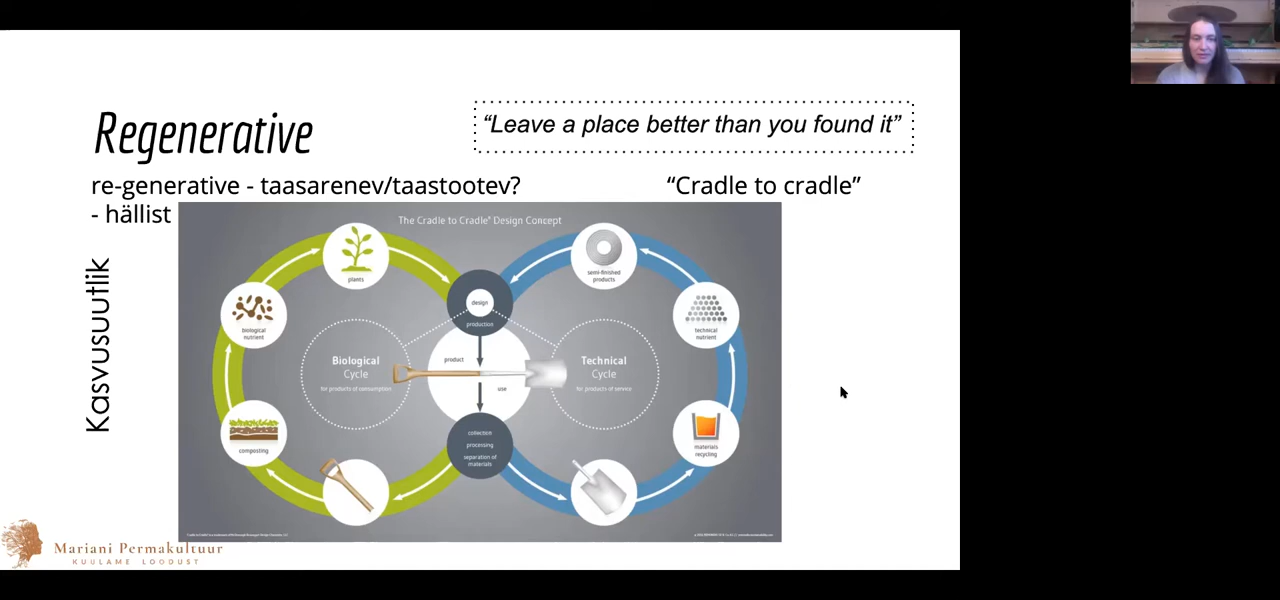 Regenerative
“Leave a place better than you found it”
re-generative - taasarenev/taastootev?
“Cradle to cradle”
- hällist
Kasvusuutlik
The Cradle to Cradle® Design Concept
plants
biological
nutrient
composting
Biological
Cycle
for products of consumption
design
production
product
use
collection
processing
separation of
materials
Technical
Cycle
for products of service
semi-finished
products
technical
nutrient
materials
recycling
Mariani Permakultuur
KUULAME LOODUST